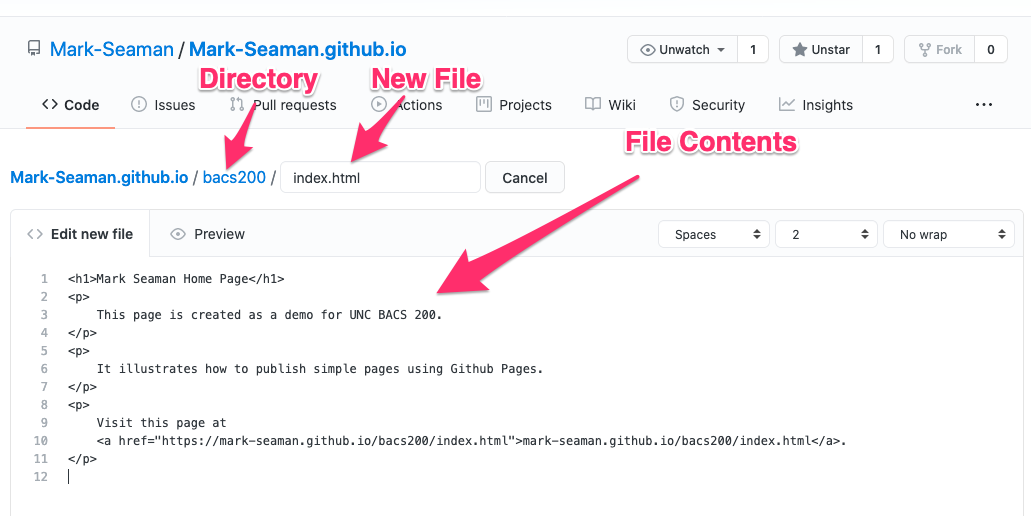 Mark-Seaman / Mark-Seaman.github.io
Unwatch 1
Unstar 1
Fork 0
Directory
New File
<> Code
Issues
Pull requests
Actions
Projects
Wiki
Security
Insights
...
File Contents
Mark-Seaman.github.io / bacs200 / index.html
Cancel
<> Edit new file
Preview
Spaces
2
No wrap
1 <h1>Mark Seaman Home Page</h1>
2 <p>
3 This page is created as a demo for UNC BACS 200.
4 </p>
5 <p>
6 It illustrates how to publish simple pages using Github Pages.
7 </p>
8 <p>
9 Visit this page at
10 <a href="https://mark-seaman.github.io/bacs200/index.html">mark-seaman.github.io/bacs200/index.html</a>.
11 </p>
12